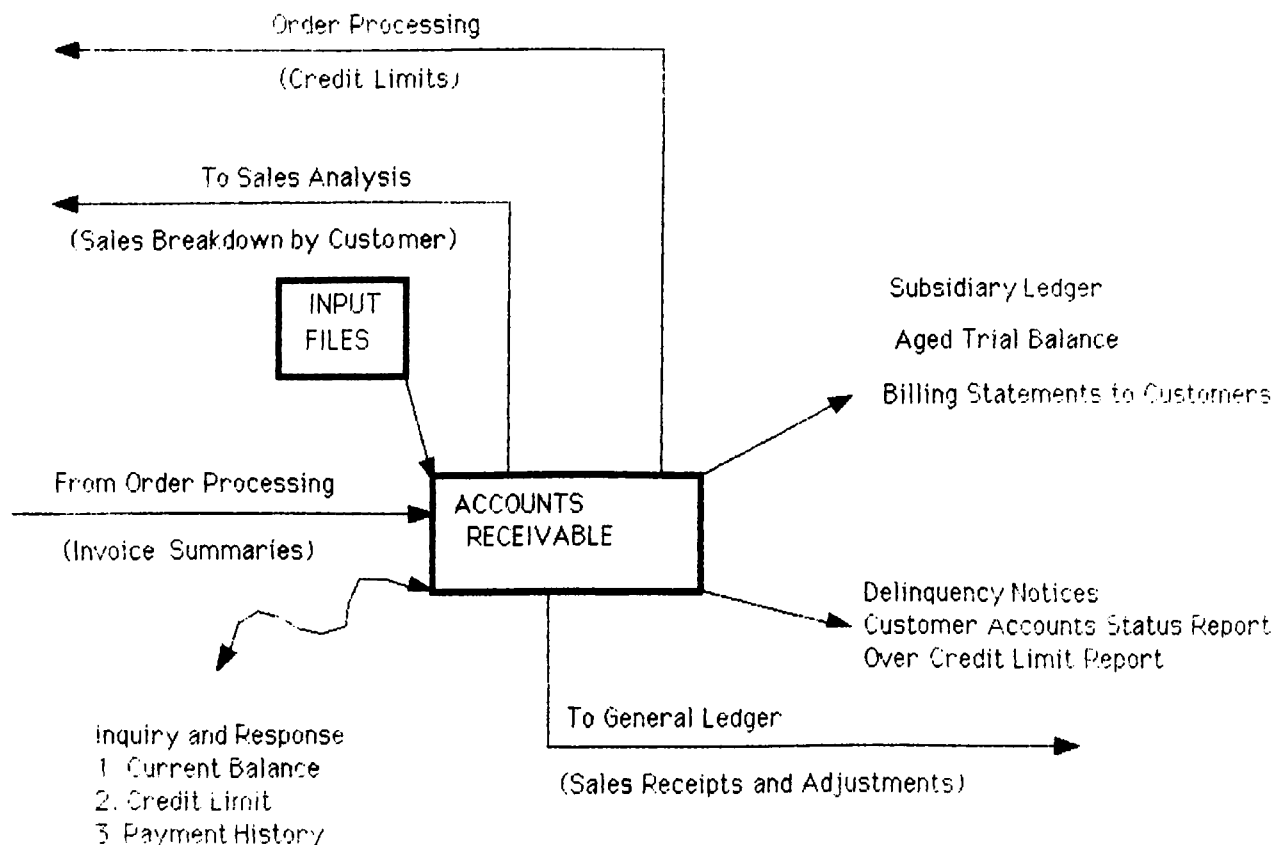 Order Processing
(Credit Limits)
To Sales Analysis
(Sales Breakdown by Customer)
INPUT
FILES
Subsidiary Ledger
Aged Trial Balance
Billing Statements to Customers
From Order Processing
(Invoice Summaries)
ACCOUNTS
RECEIVABLE
Delinquency Notices
Customer Accounts Status Report
Over Credit Limit Report
To General Ledger
(Sales Receipts and Adjustments)
Inquiry and Response
1. Current Balance
2. Credit Limit
3. Payment History